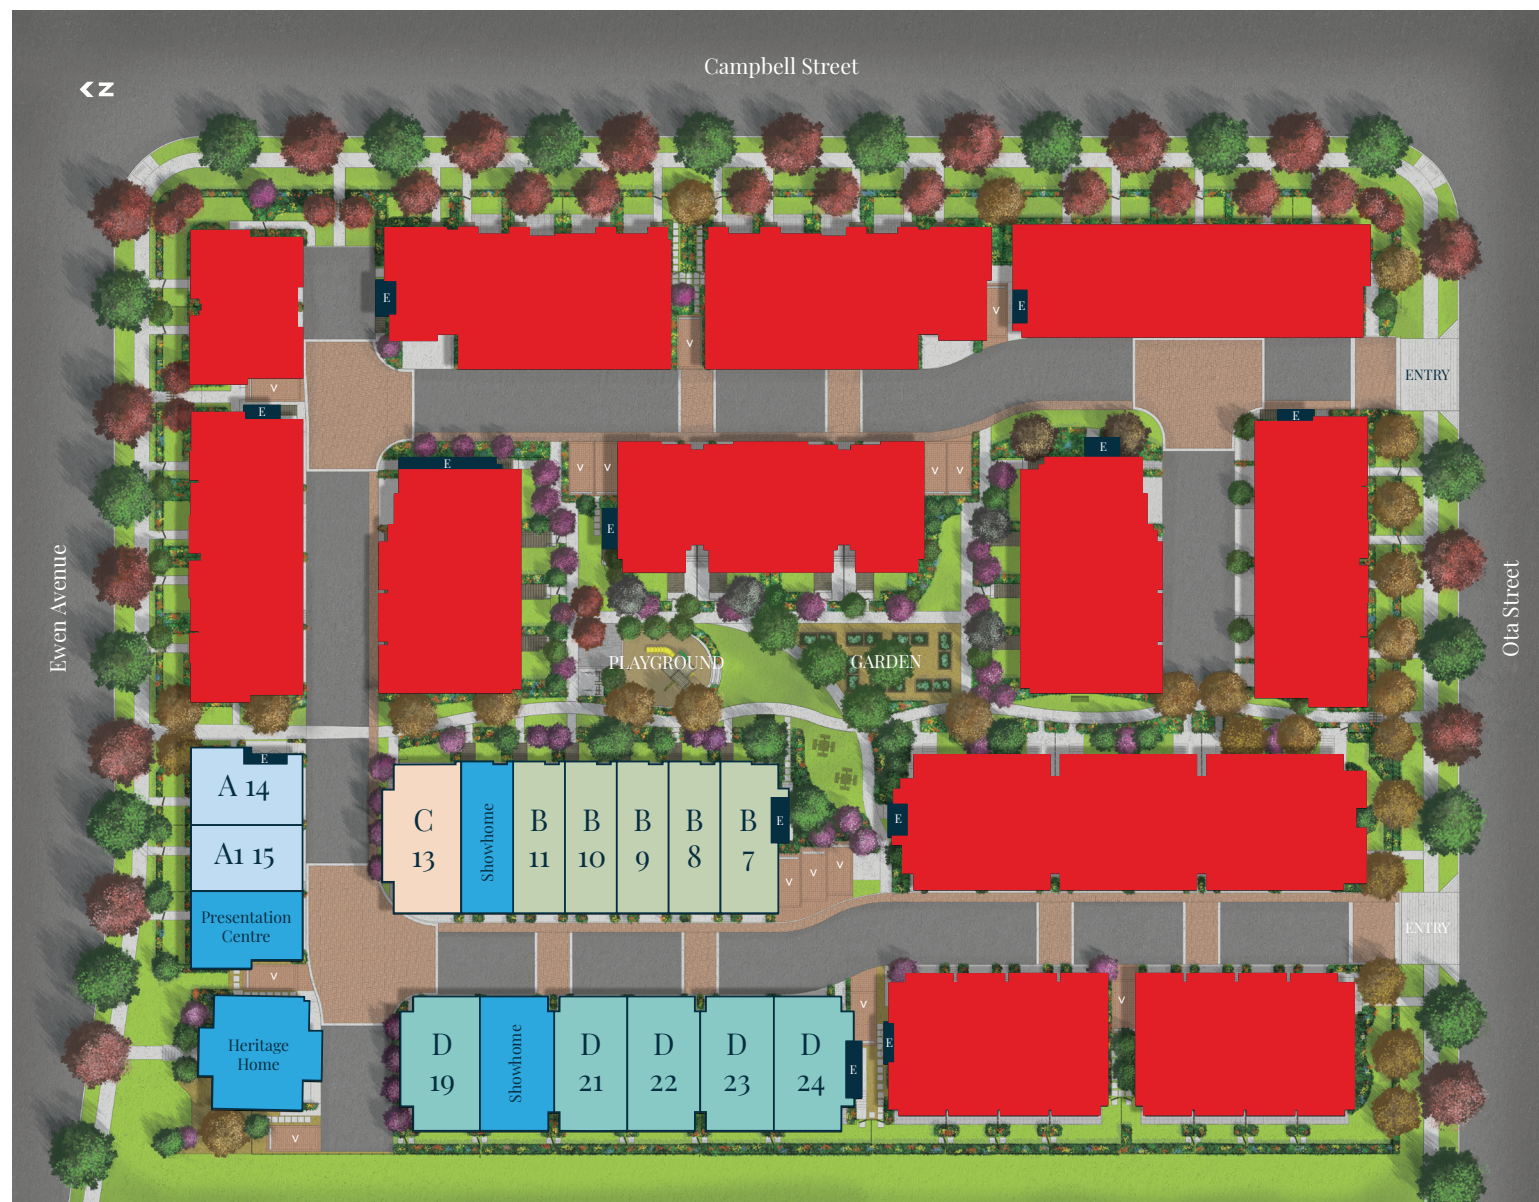 Campbell Street
Z
E
E
V
V
ENTRY
V
E
E
E
E
V
V
V
V
E
Ewen Avenue
Ota Street
PLAYGROUND
GARDEN
E
A 14
C
13
Showhome
B
11
B
10
B
9
B
8
B
7
E
E
A1 15
V
V
V
Presentation
Centre
ENTRY
V
V
V
Heritage
Home
D
19
Showhome
D
21
D
22
D
23
D
24
E
E
V